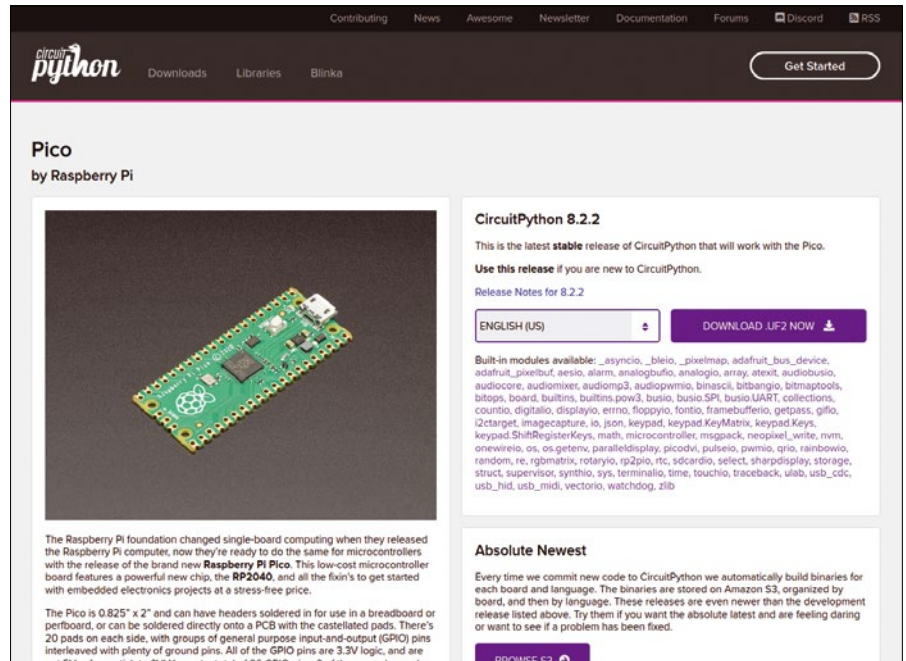 Contributing News Awesome Newsletter Documentation Forums Discord RSS
circuit
python
Downloads Libraries Blinka
Get Started
Pico
by Raspberry Pi
Raspberry Pi Pico © 2020
The Raspberry Pi foundation changed single-board computing when they released
the Raspberry Pi computer, now they're ready to do the same for microcontrollers
with the release of the brand new Raspberry Pi Pico. This low-cost microcontroller
board features a powerful new chip, the RP2040, and all the fixin's to get started
with embedded electronics projects at a stress-free price.
The Pico is 0.825" x 2" and can have headers soldered in for use in a breadboard or
perfboard, or can be soldered directly onto a PCB with the castellated pads. There's
20 pads on each side, with groups of general purpose input-and-output (GPIO) pins
interleaved with plenty of ground pins. All of the GPIO pins are 3.3V logic, and are
CircuitPython 8.2.2
This is the latest stable release of CircuitPython that will work with the Pico.
Use this release if you are new to CircuitPython.
Release Notes for 8.2.2
ENGLISH (US)
DOWNLOAD .UF2 NOW
Built-in modules available: _asyncio, _bleio, _pixelmap, adafruit_bus_device,
adafruit_pixelbuf, aesio, alarm, analogbufio, analogio, array, atexit, audiobusio,
audiocore, audiomixer, audiomp3, audiopwmio, binascii, bitbangio, bitmaptools,
bitops, board, builtins, builtins.pow3, busio, busio.SPI, busio.UART, collections,
countio, digitalio, displayio, errno, floppyio, fontio, framebufferio, getpass, gifio,
i2ctarget, imagecapture, io, json, keypad, keypad.KeyMatrix, keypad.Keys,
keypad.ShiftRegisterKeys, math, microcontroller, msgpack, neopixel_write, nvm,
onewireio, os, os.getenv, paralleldisplay, picodvi, pulseio, pwmio, qrio, rainbowio,
random, re, rgbmatrix, rotaryio, rp2pio, rtc, sdcardio, select, sharpdisplay, storage,
struct, supervisor, synthio, sys, terminalio, time, touchio, traceback, ulab, usb_cdc,
usb_hid, usb_midi, vectorio, watchdog, zlib
Absolute Newest
Every time we commit new code to CircuitPython we automatically build binaries for
each board and language. The binaries are stored on Amazon S3, organized by
board, and then by language. These releases are even newer than the development
release listed above. Try them if you want the absolute latest and are feeling daring
or want to see if a problem has been fixed.
BROWSE S3